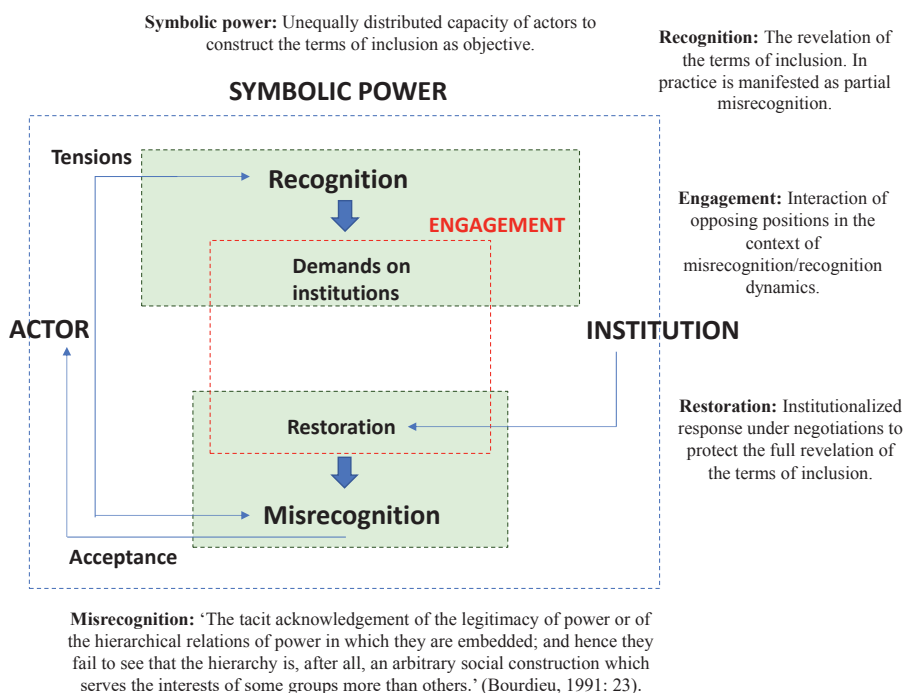 Symbolic power: Unequally distributed capacity of actors to
construct the terms of inclusion as objective.
Recognition: The revelation of
the terms of inclusion. In
practice is manifested as partial
misrecognition.
SYMBOLIC POWER
Tensions
Recognition
ENGAGEMENT
Engagement: Interaction of
opposing positions in the
context of
misrecognition/recognition
dynamics.
Demands on
institutions
ACTOR
INSTITUTION
Restoration
Restoration: Institutionalized
response under negotiations to
protect the full revelation of
the terms of inclusion.
Misrecognition
Acceptance
Misrecognition: ‘The tacit acknowledgement of the legitimacy of power or of
the hierarchical relations of power in which they are embedded; and hence they
fail to see that the hierarchy is, after all, an arbitrary social construction which
serves the interests of some groups more than others.’ (Bourdieu, 1991: 23).